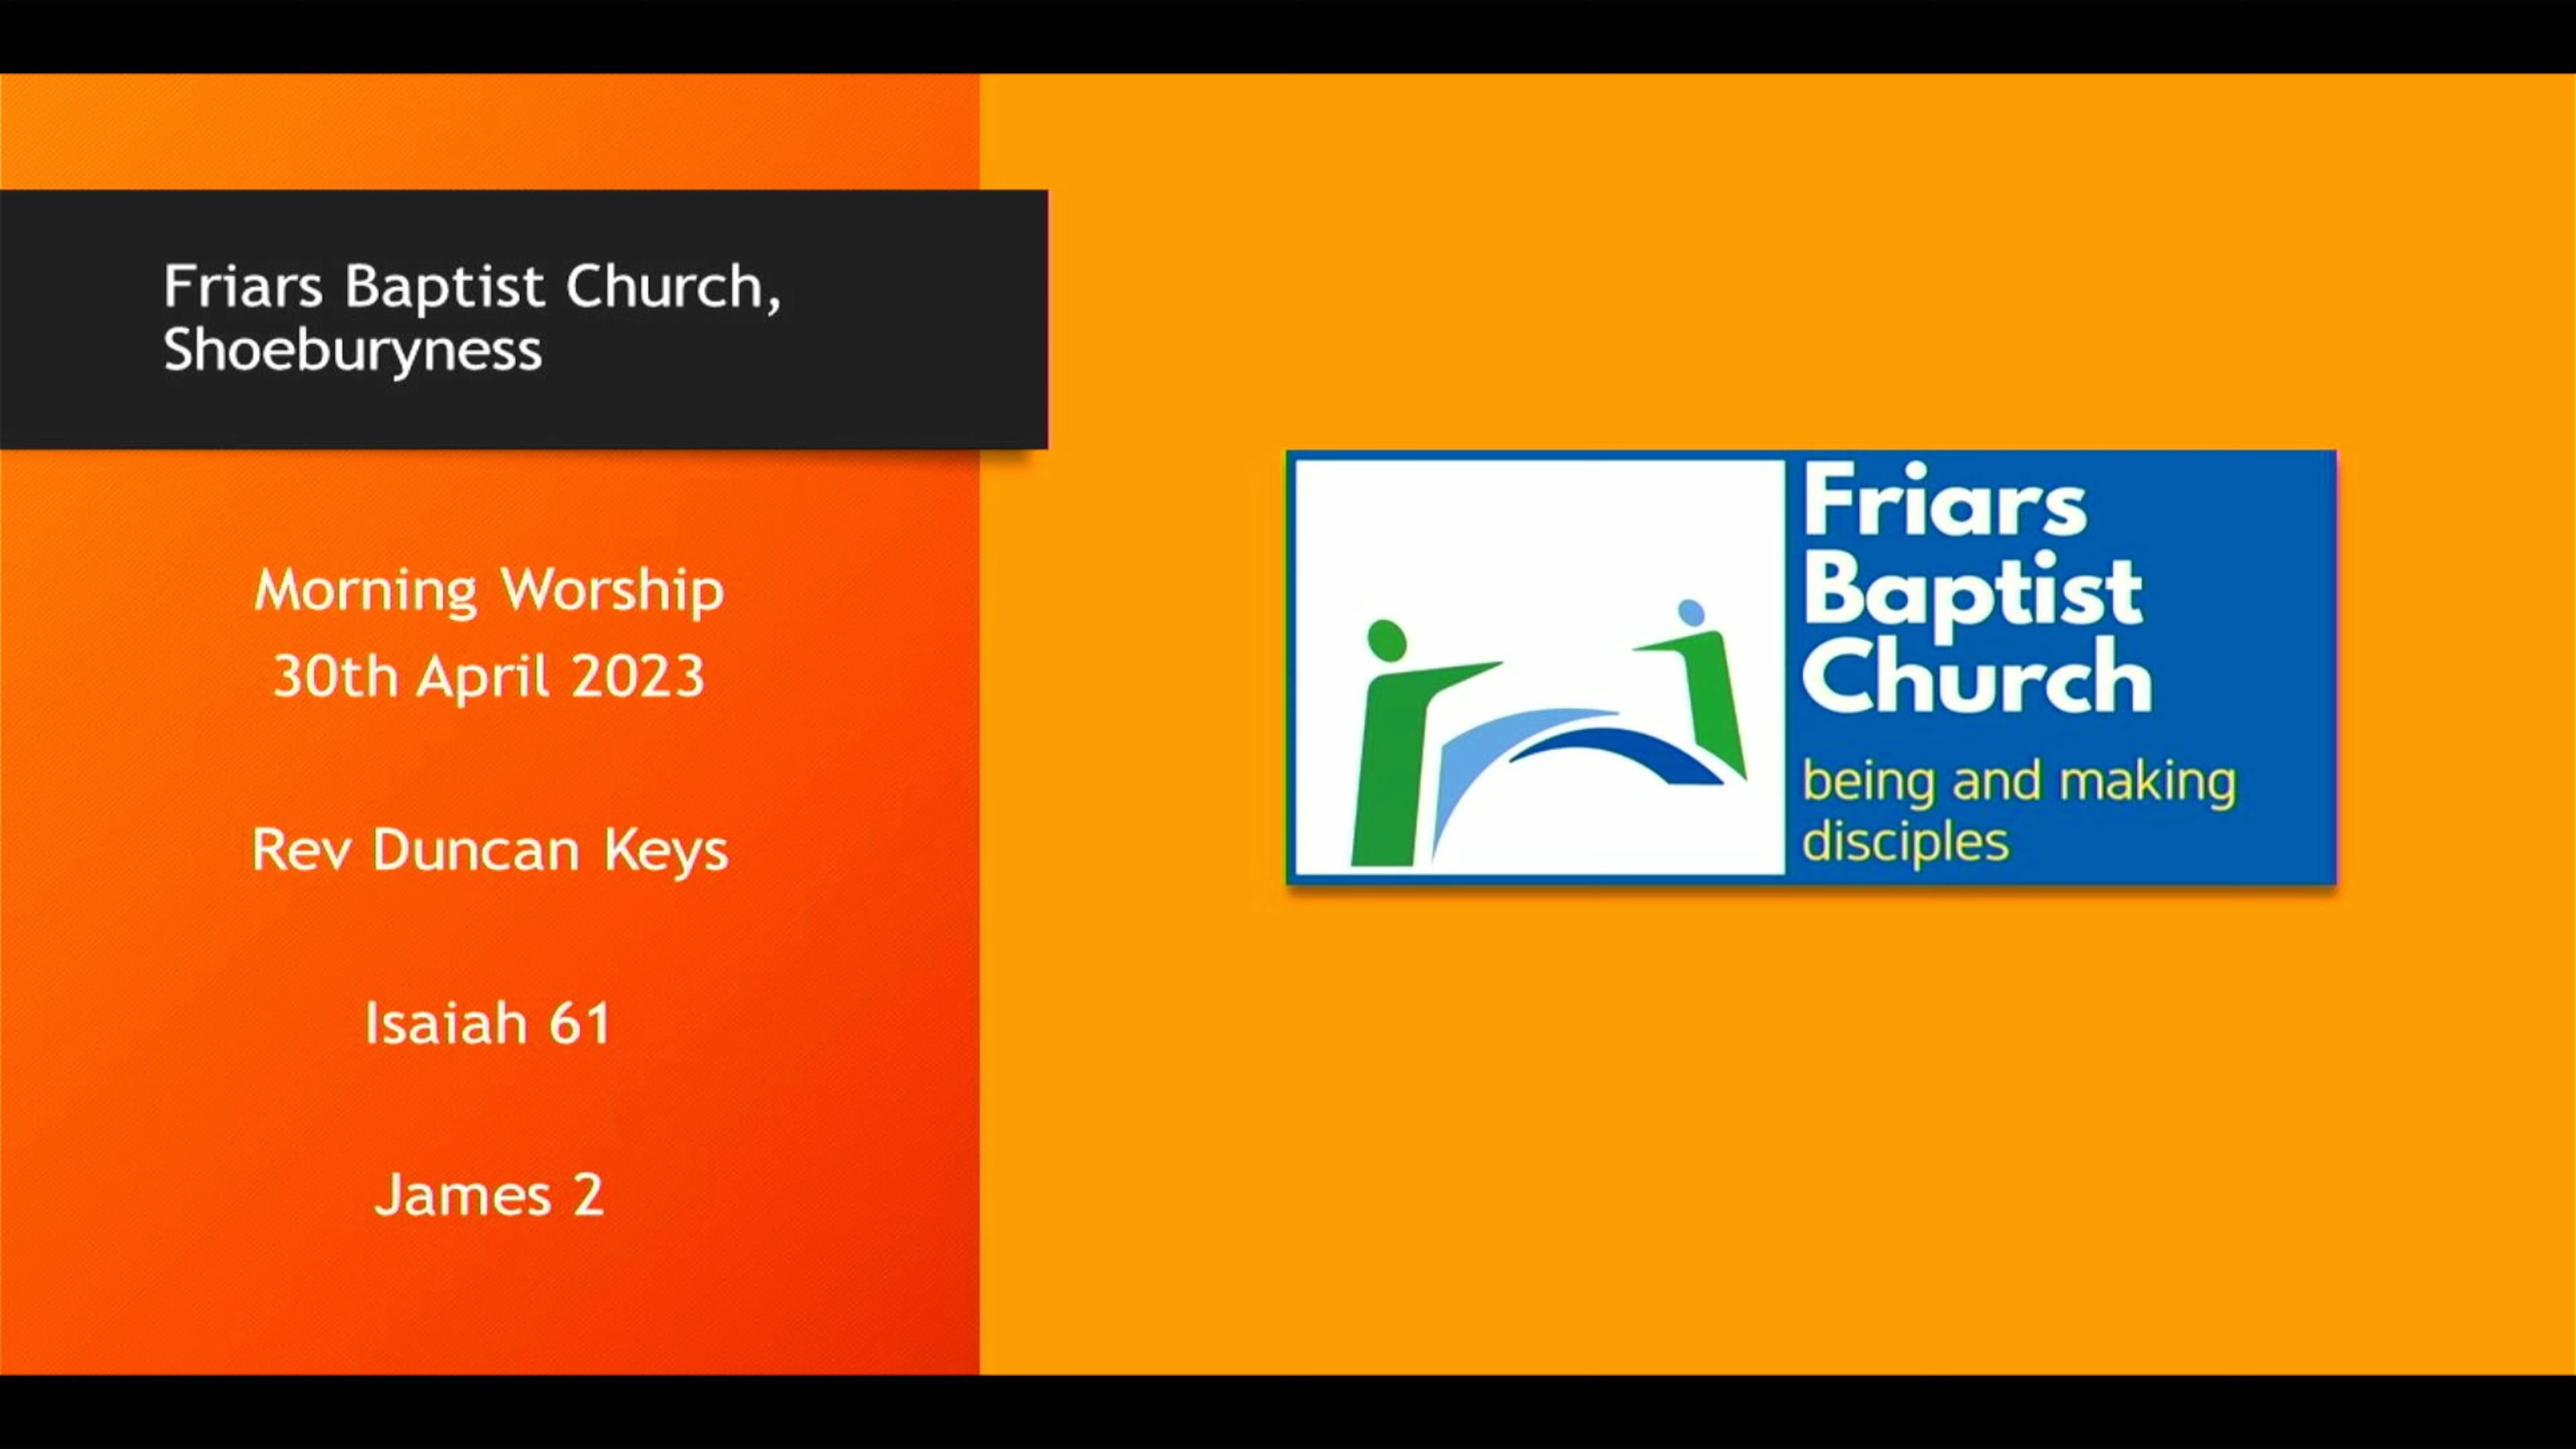 Friars Baptist Church,
Shoeburyness
Morning Worship
30th April 2023
Rev Duncan Keys
Isaiah 61
James 2
Friars
Baptist
Church
being and making
disciples